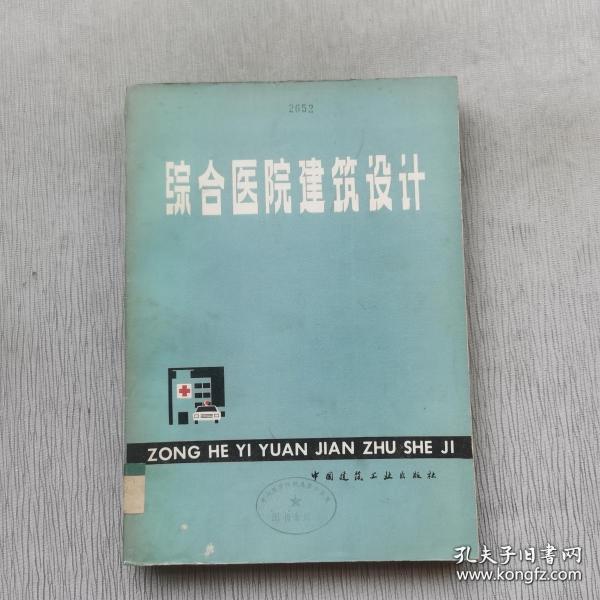 2652
综合医院建筑设计
ZONG HE YI YUAN JIAN ZHU SHE JI
中国建筑工业出版社
孔夫子旧书网
www.kongfz.com